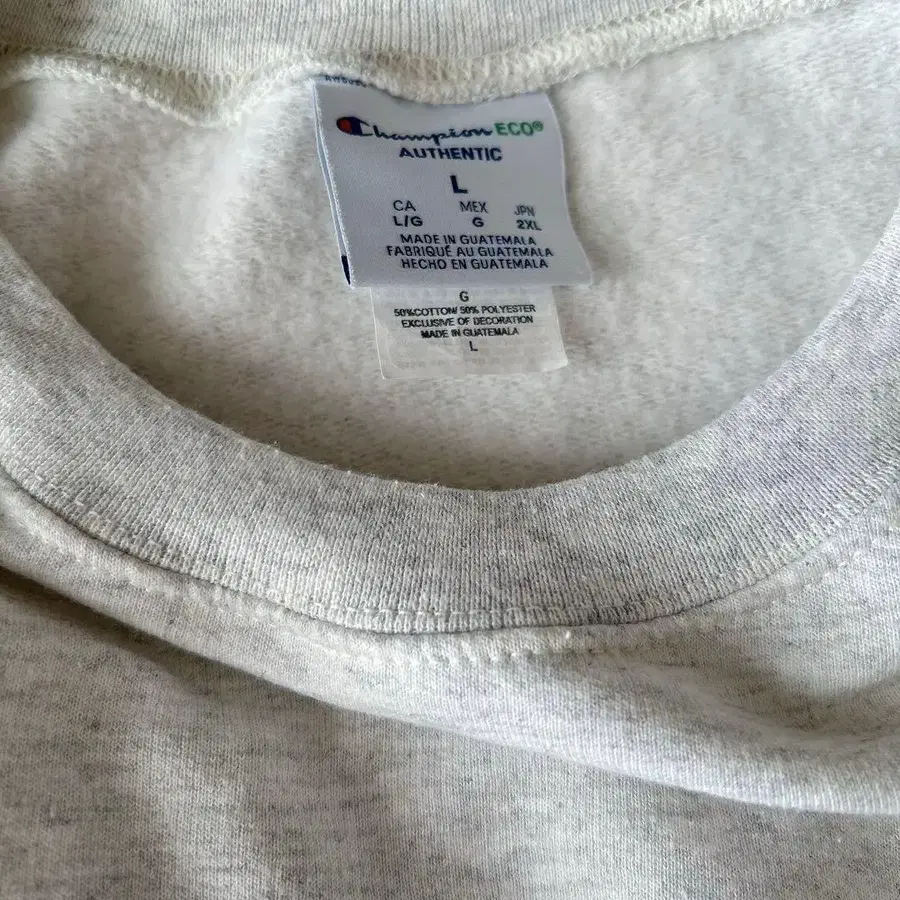 Champion ECO®
AUTHENTIC
L
CA MEX JPN
L/G G 2XL
MADE IN GUATEMALA
FABRIQUÉ AU GUATEMALA
HECHO EN GUATEMALA
G
50%COTTON/ 50% POLYESTER
EXCLUSIVE OF DECORATION
MADE IN GUATEMALA
L